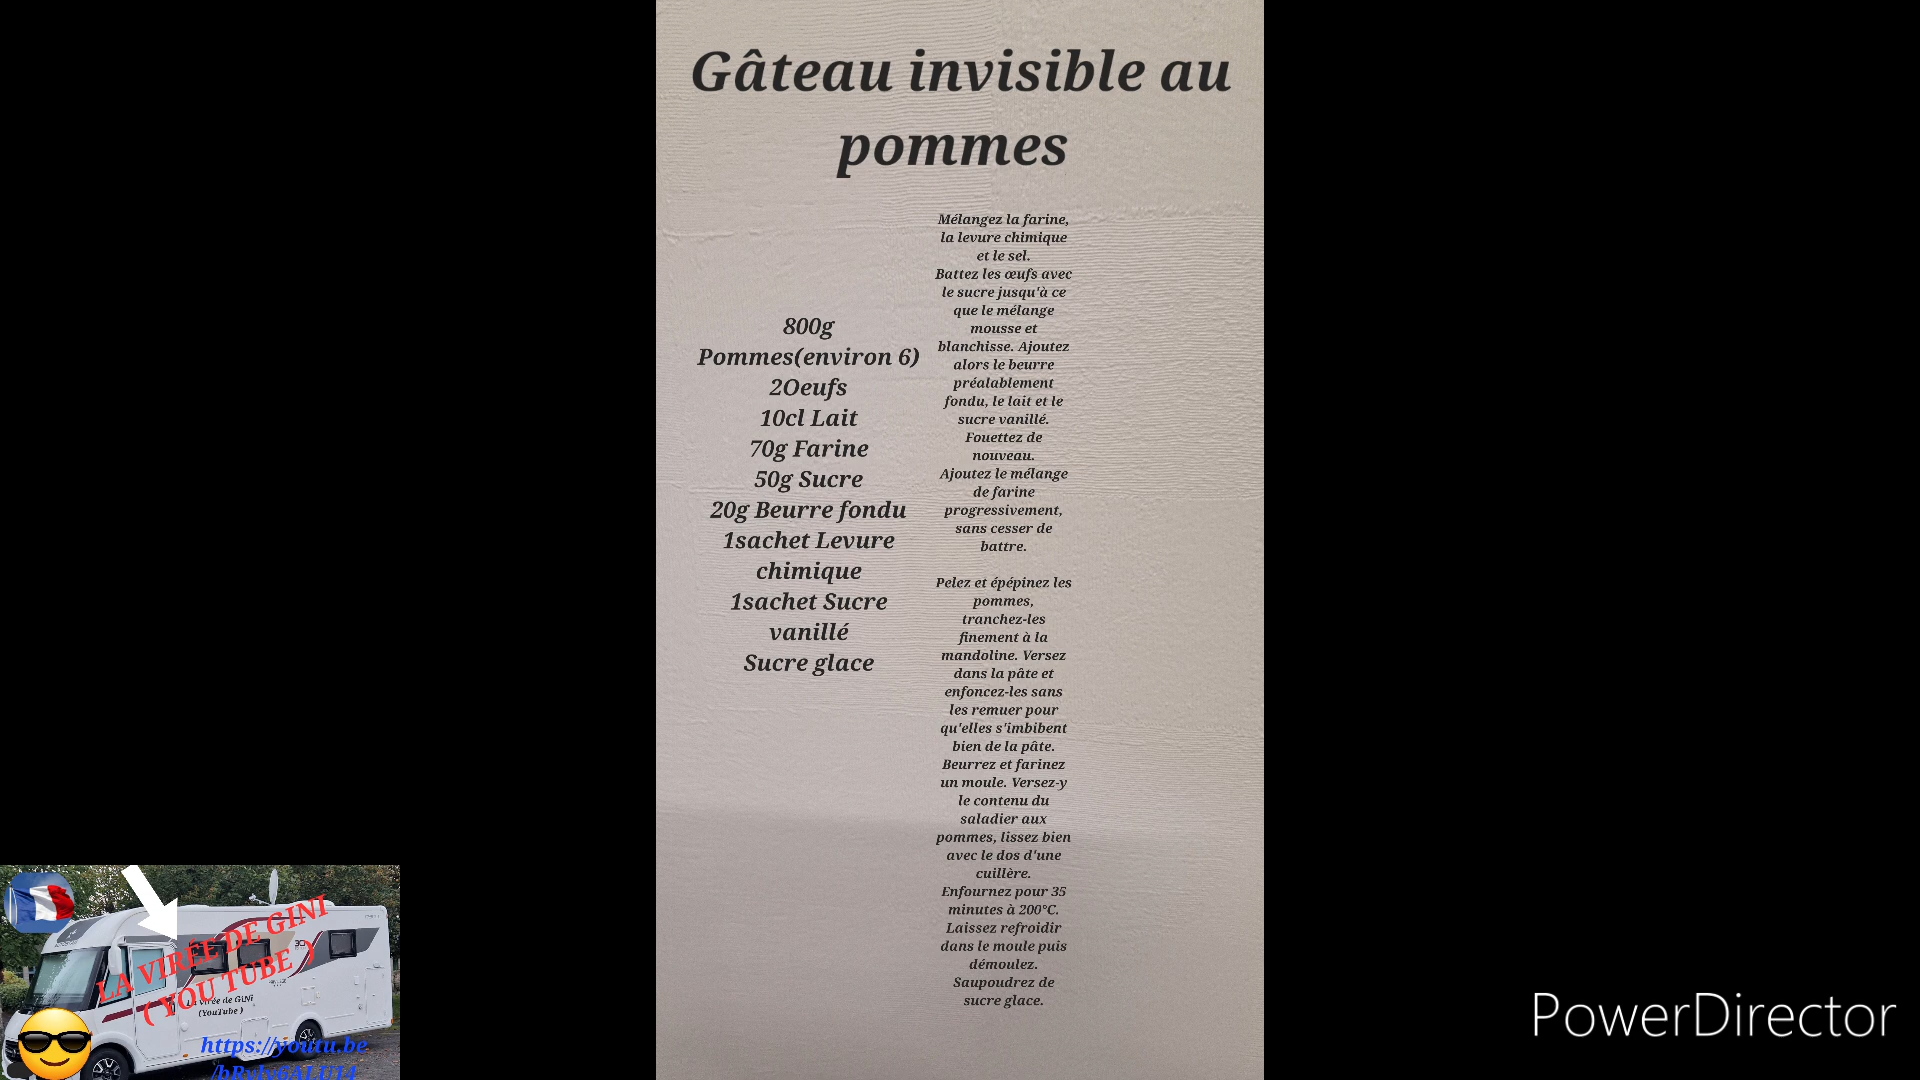 Gâteau invisible au
pommes
800g
Pommes(environ 6)
2Oeufs
10cl Lait
70g Farine
50g Sucre
20g Beurre fondu
1sachet Levure
chimique
1sachet Sucre
vanillé
Sucre glace
Mélangez la farine,
la levure chimique
et le sel.
Battez les œufs avec
le sucre jusqu'à ce
que le mélange
mousse et
blanchisse. Ajoutez
alors le beurre
préalablement
fondu, le lait et le
sucre vanillé.
Fouettez de
nouveau.
Ajoutez le mélange
de farine
progressivement,
sans cesser de
battre.
Pelez et épépinez les
pommes,
tranchez-les
finement à la
mandoline. Versez
dans la pâte et
enfoncez-les sans
les remuer pour
qu'elles s'imbibent
bien de la pâte.
Beurrez et farinez
un moule. Versez-y
le contenu du
saladier aux
pommes, lissez bien
avec le dos d'une
cuillère.
Enfournez pour 35
minutes à 200°C.
Laissez refroidir
dans le moule puis
démoulez.
Saupoudrez de
sucre glace.
LA VIRÉE DE GINI
( YOU TUBE )
La virée de GINi
(YouTube )
https://youtu.be
PowerDirector